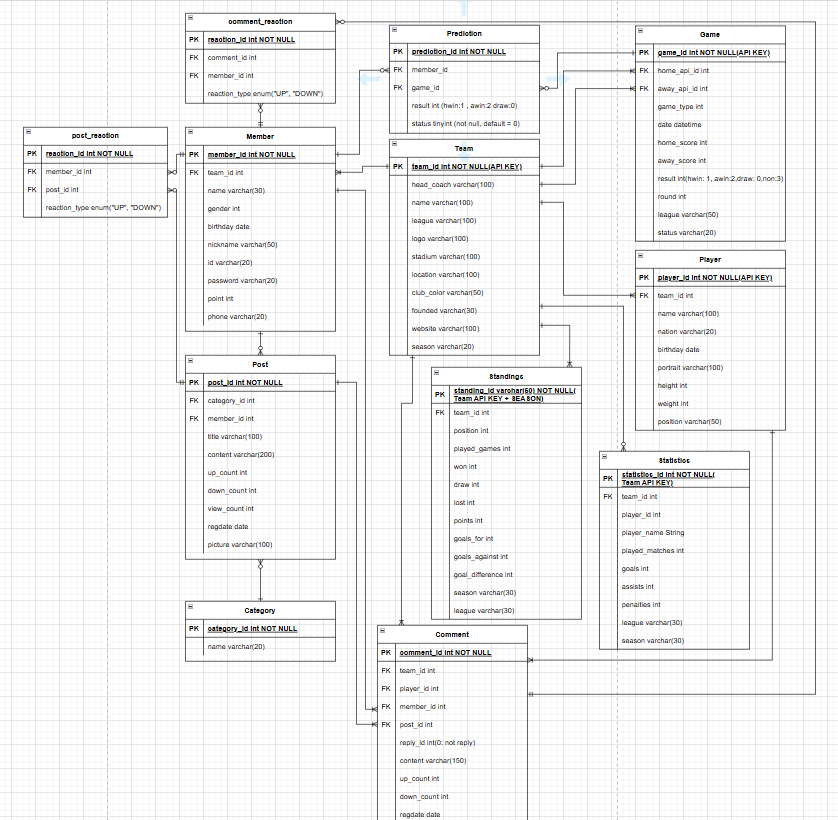 comment_reaction
PK reaction_id int NOT NULL
FK comment_id int
FK member_id int
reaction_type enum("UP", "DOWN")
Prediction
PK prediction_id int NOT NULL
FK member_id
FK game_id
result int (hwin:1 , awin:2 draw:0)
status tinyint (not null, default = 0)
Game
PK game_id int NOT NULL(API KEY)
FK home_api_id int
FK away_api_id int
game_type int
date datetime
home_score int
away_score int
result int(hwin: 1, awin:2,draw: 0,non:3)
round int
league varchar(50)
status varchar(20)
post_reaction
PK reaction_id int NOT NULL
FK member_id int
FK post_id int
reaction_type enum("UP", "DOWN")
Member
PK member_id int NOT NULL
FK team_id int
name varchar(30)
gender int
birthday date
nickname varchar(50)
id varchar(20)
password varchar(20)
point int
phone varchar(20)
Team
PK team_id int NOT NULL(API KEY)
head_coach varchar(100)
name varchar(100)
league varchar(100)
logo varchar(100)
stadium varchar(100)
location varchar(100)
club_color varchar(50)
founded varchar(30)
website varchar(100)
season varchar(20)
Player
PK player_id int NOT NULL(API KEY)
FK team_id int
name varchar(100)
nation varchar(20)
birthday date
portrait varchar(100)
height int
weight int
position varchar(50)
Post
PK post_id int NOT NULL
FK category_id int
FK member_id int
title varchar(100)
content varchar(200)
up_count int
down_count int
view_count int
regdate date
picture varchar(100)
Standings
PK standing_id varchar(60) NOT NULL(
Team API KEY + SEASON)
FK team_id int
position int
played_games int
won int
draw int
lost int
points int
goals_for int
goals_against int
goal_difference int
season varchar(30)
league varchar(30)
Statistics
PK statistics_id int NOT NULL(
Team API KEY)
FK team_id int
player_id int
player_name String
played_matches int
goals int
assists int
penalties int
league varchar(30)
season varchar(30)
Category
PK category_id int NOT NULL
name varchar(20)
Comment
PK comment_id int NOT NULL
FK team_id int
FK player_id int
FK member_id int
FK post_id int
reply_id int(0: not reply)
content varchar(150)
up_count int
down_count int
regdate date